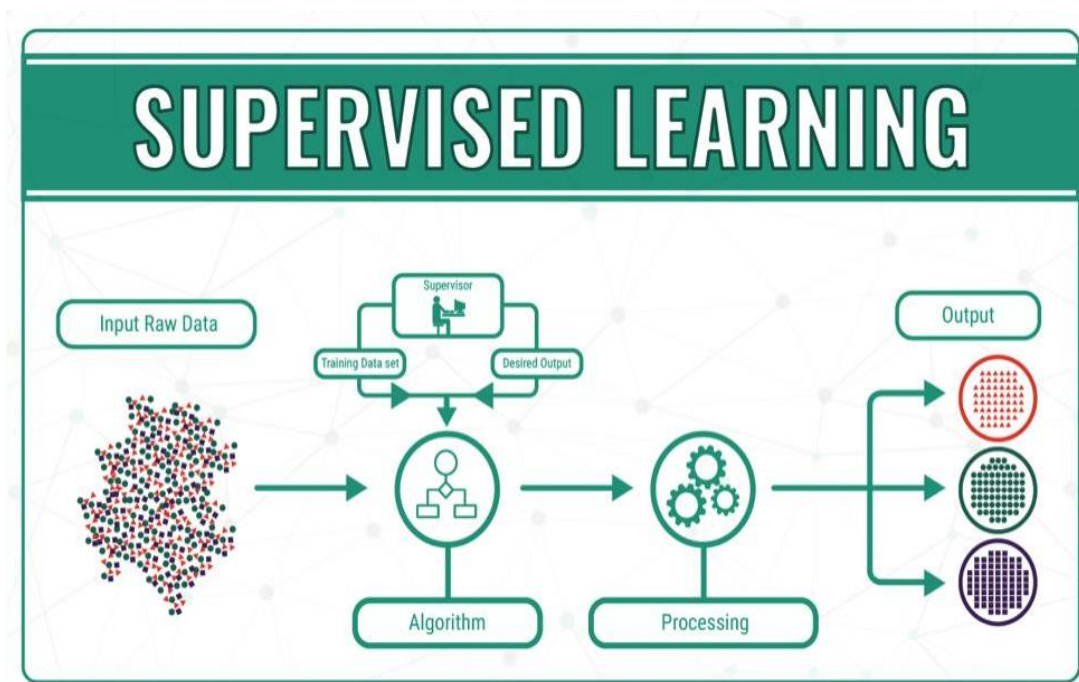 SUPERVISED LEARNING
Supervisor
Input Raw Data
Output
Training Data set
Desired Output
Algorithm
Processing